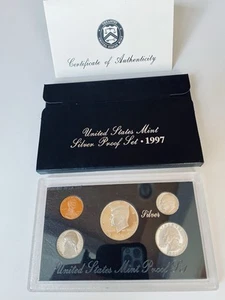 Certificate of Authenticity
United States Mint
Silver Proof Set · 1997
Silver
United States Mint Proof Set